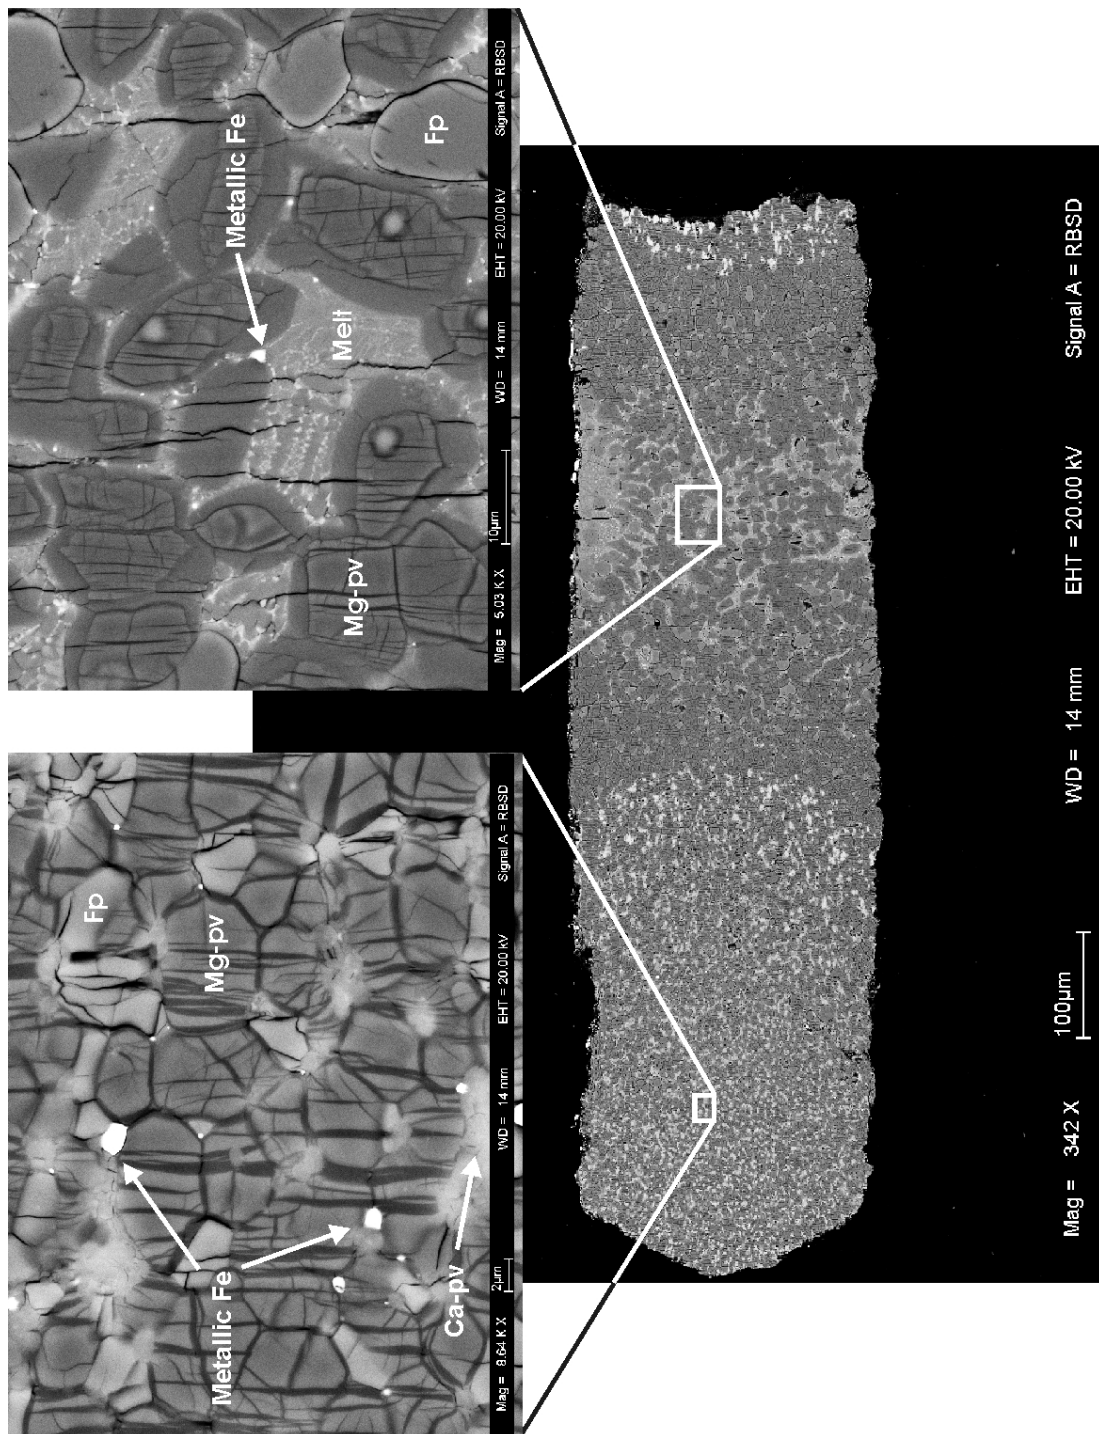 Fp
Metallic Fe
Melt
Mg-pv
10µm
Mag = 5.03 K X
WD = 14 mm
EHT = 20.00 kV
Signal A = RBSD
Fp
Mg-pv
Metallic Fe
Ca-pv
2µm
Mag = 8.64 K X
WD = 14 mm
EHT = 20.00 kV
Signal A = RBSD
100µm
Mag = 342 X
WD = 14 mm
EHT = 20.00 kV
Signal A = RBSD